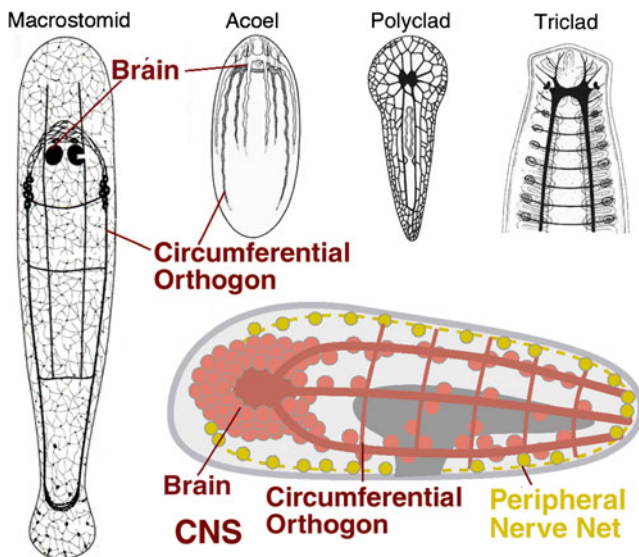 Macrostomid
Acoel
Polyclad
Triclad
Brain
Circumferential
Orthogon
Brain
Circumferential
Orthogon
Peripheral
Nerve Net
CNS